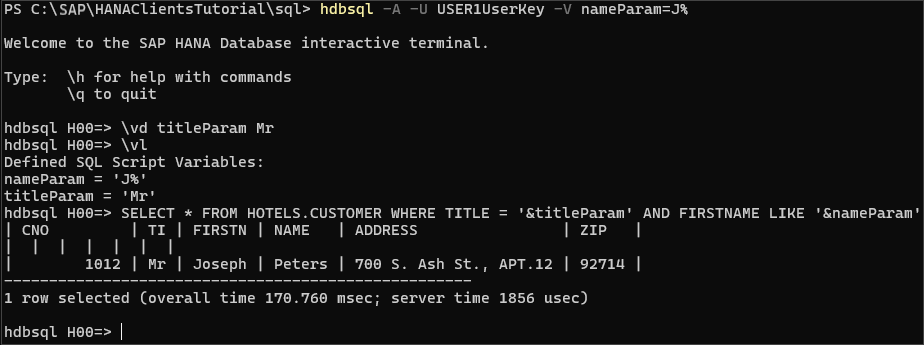 PS C:\SAP\HANAClientsTutorial\sql> hdbsql -A -U USER1UserKey -V nameParam=J%
Welcome to the SAP HANA Database interactive terminal.
Type:  \h for help with commands
       \q to quit
hdbsql H00=> \vd titleParam Mr
hdbsql H00=> \vl
Defined SQL Script Variables:
nameParam = 'J%'
titleParam = 'Mr'
hdbsql H00=> SELECT * FROM HOTELS.CUSTOMER WHERE TITLE = '&titleParam' AND FIRSTNAME LIKE '&nameParam'
| CNO         | TI | FIRSTN | NAME   | ADDRESS                | ZIP   |
|  |  |  |  |  |  |
|        1012 | Mr | Joseph | Peters | 700 S. Ash St., APT.12 | 92714 |
----------------------------------------------------
1 row selected (overall time 170.760 msec; server time 1856 usec)
hdbsql H00=>